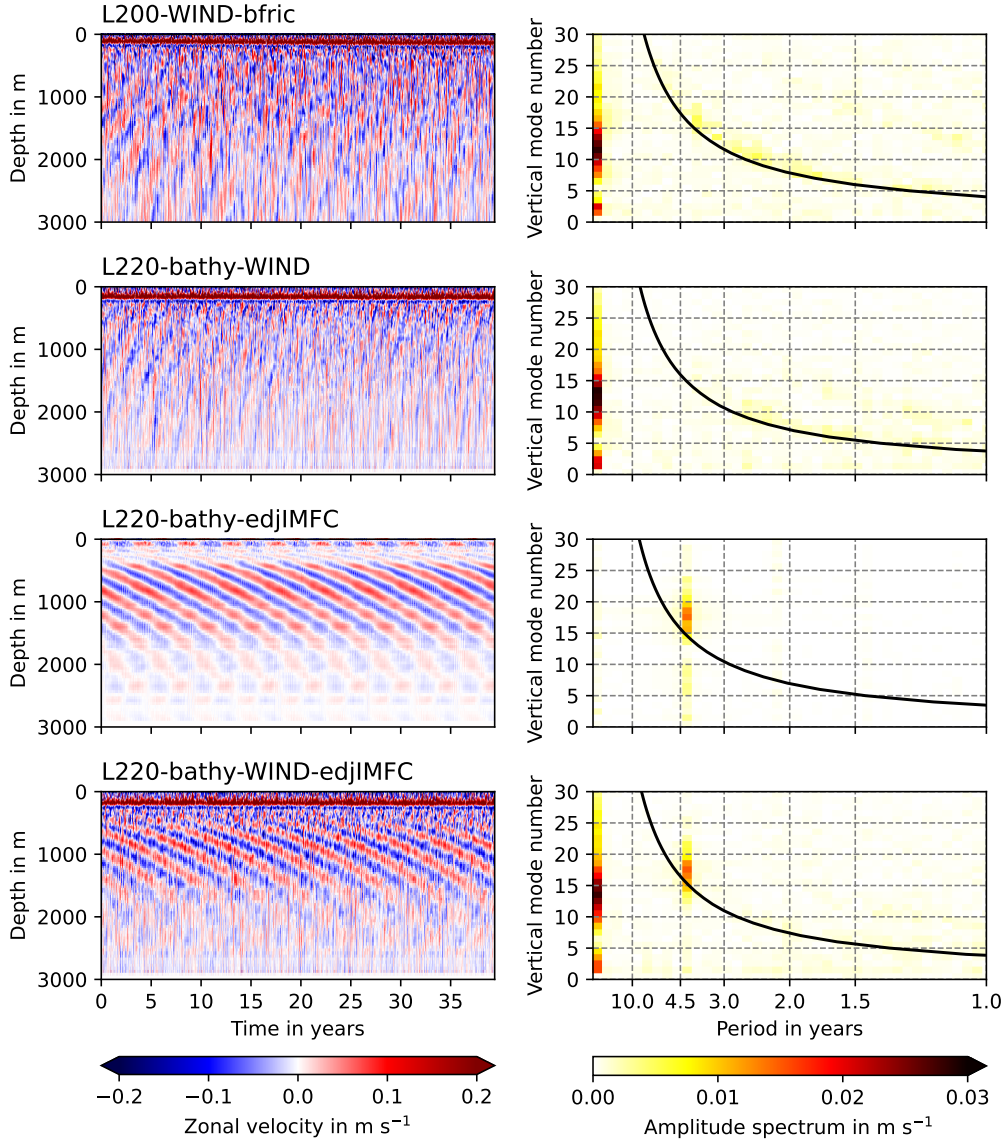 L200-WIND-bfric
Depth in m
0
1000
2000
3000
Vertical mode number
30
25
20
15
10
5
0
L220-bathy-WIND
Depth in m
0
1000
2000
3000
Vertical mode number
30
25
20
15
10
5
0
L220-bathy-edjIMFC
Depth in m
0
1000
2000
3000
Vertical mode number
30
25
20
15
10
5
0
L220-bathy-WIND-edjIMFC
Depth in m
0
1000
2000
3000
0 5 10 15 20 25 30 35
Time in years
Vertical mode number
30
25
20
15
10
5
0
10.0 4.5 3.0 2.0 1.5 1.0
Period in years
−0.2 −0.1 0.0 0.1 0.2
Zonal velocity in m s⁻¹
0.00 0.01 0.02 0.03
Amplitude spectrum in m s⁻¹